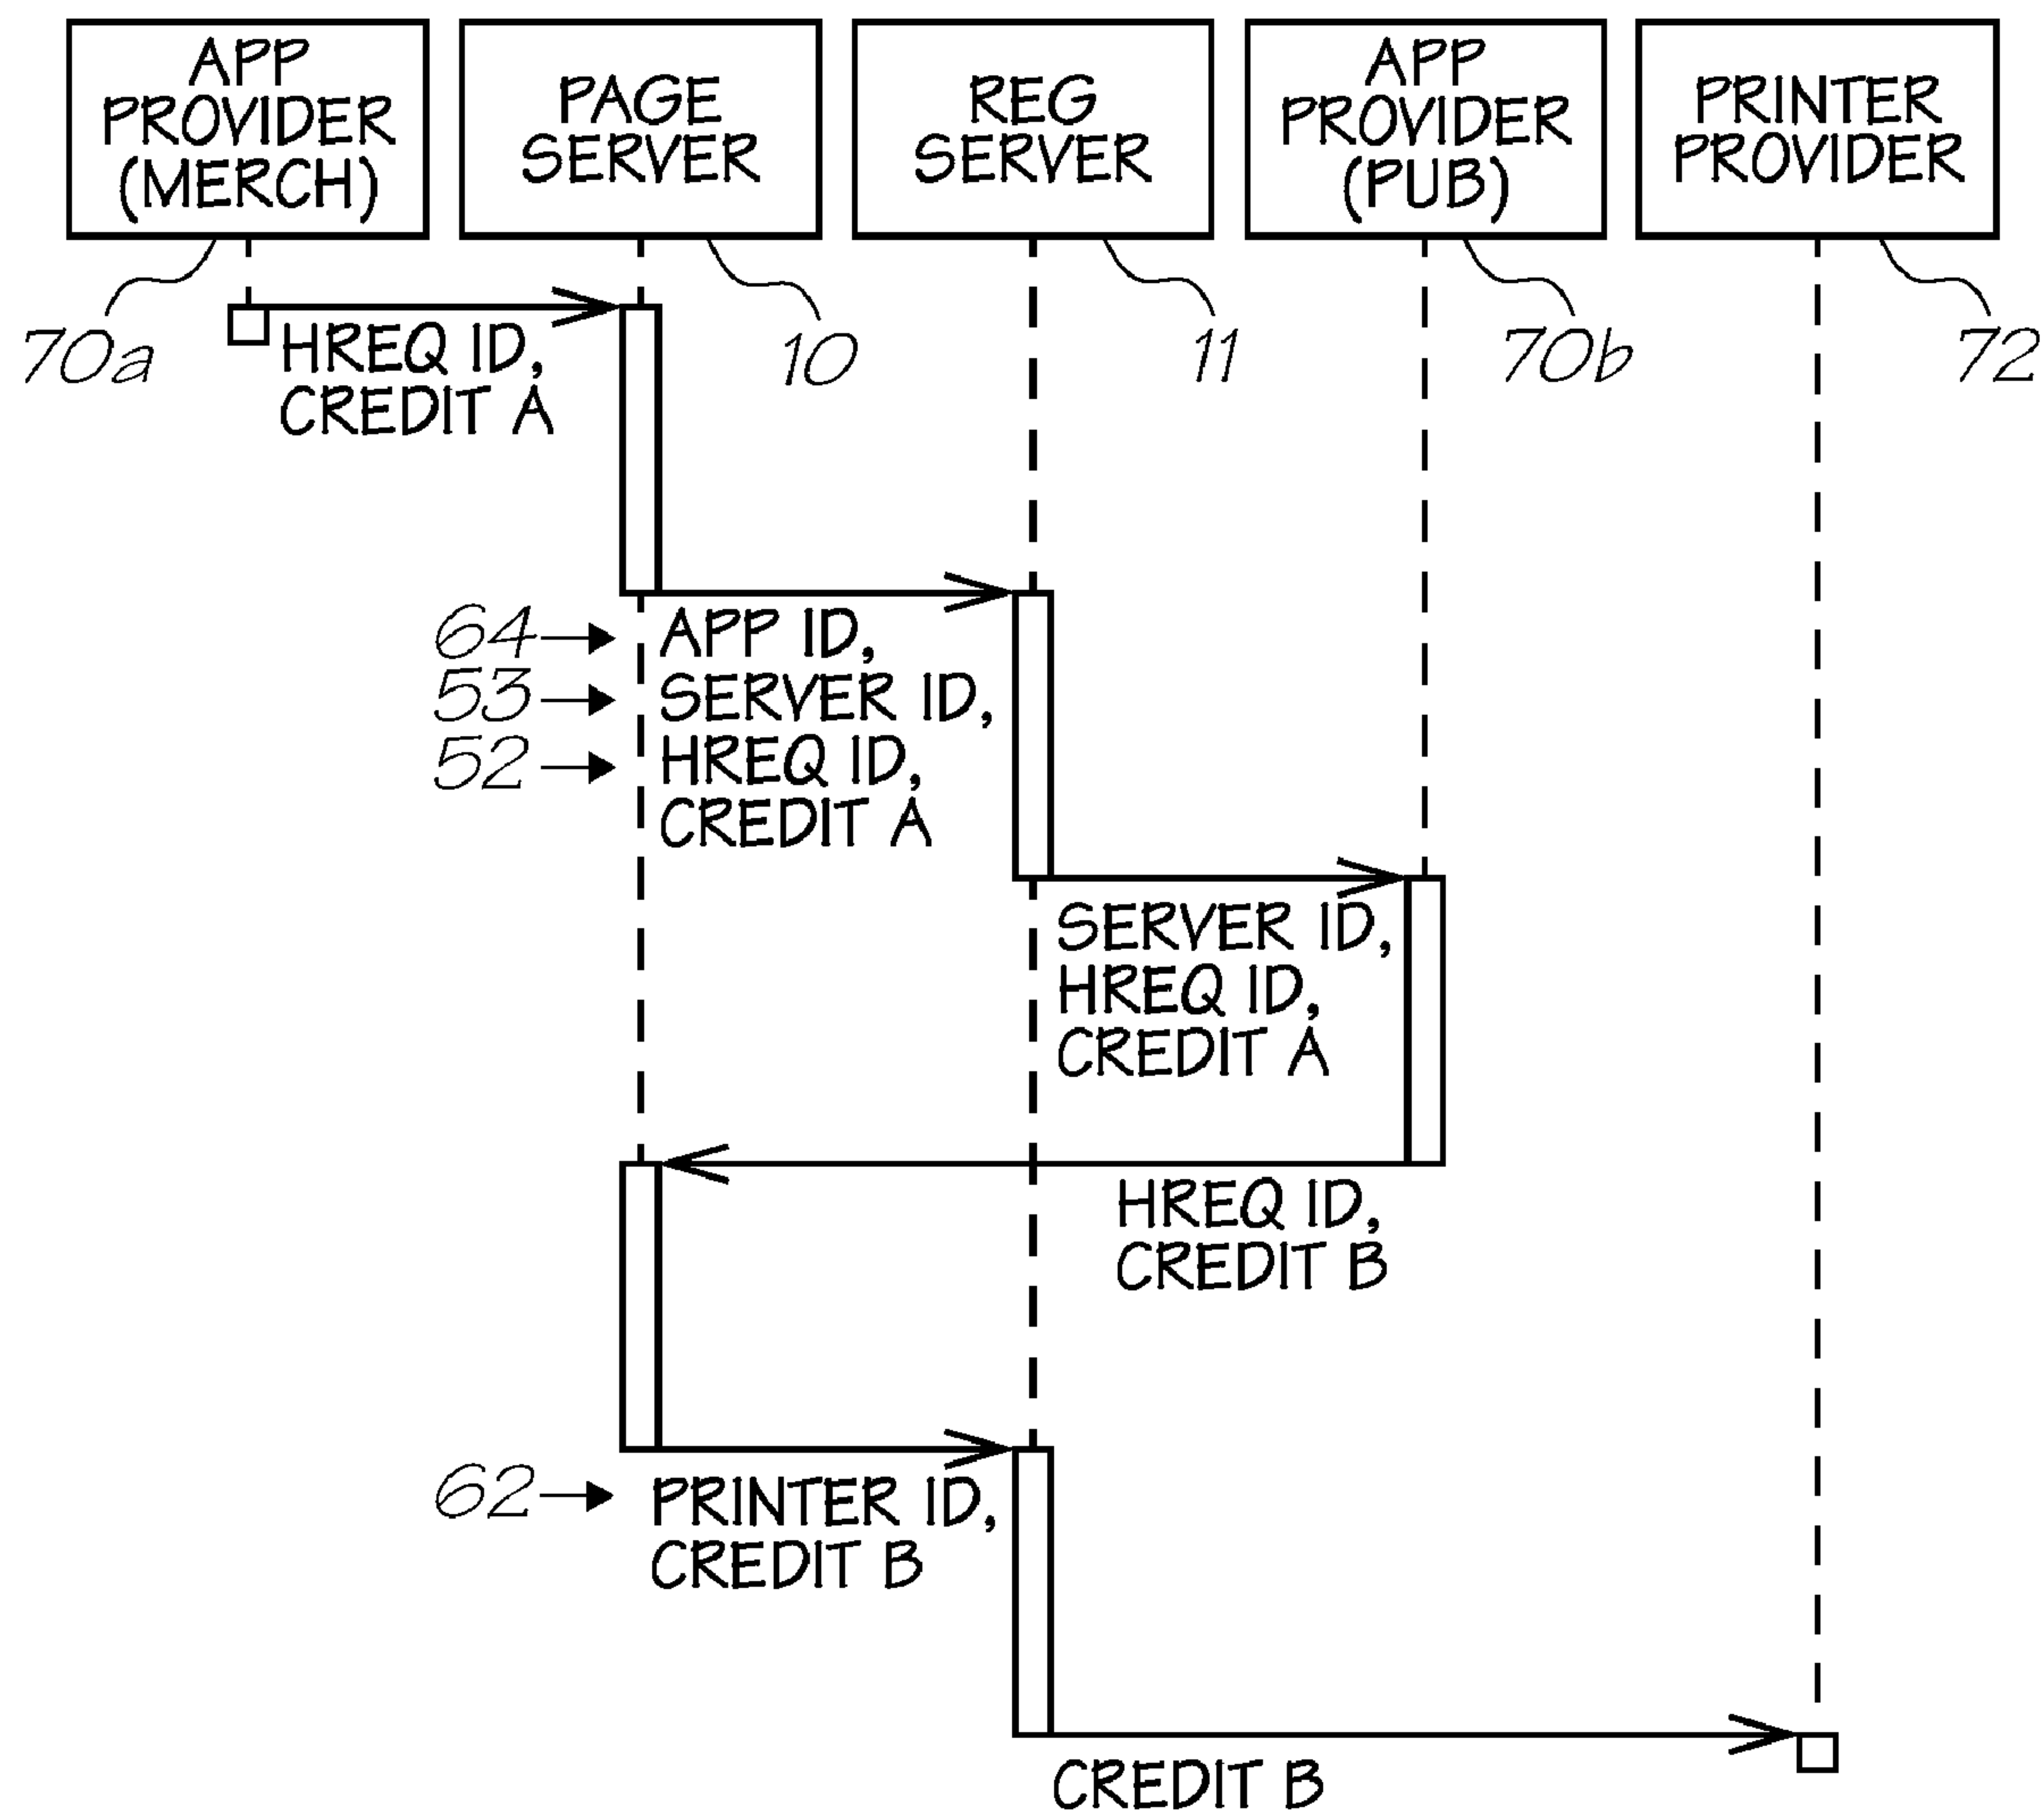 APP
PROVIDER
(MERCH)
PAGE
SERVER
REG
SERVER
APP
PROVIDER
(PUB)
PRINTER
PROVIDER
70a
10
11
70b
72
HREQ ID,
CREDIT A
64
APP ID,
53
SERVER ID,
52
HREQ ID,
CREDIT A
SERVER ID,
HREQ ID,
CREDIT A
HREQ ID,
CREDIT B
62
PRINTER ID,
CREDIT B
CREDIT B